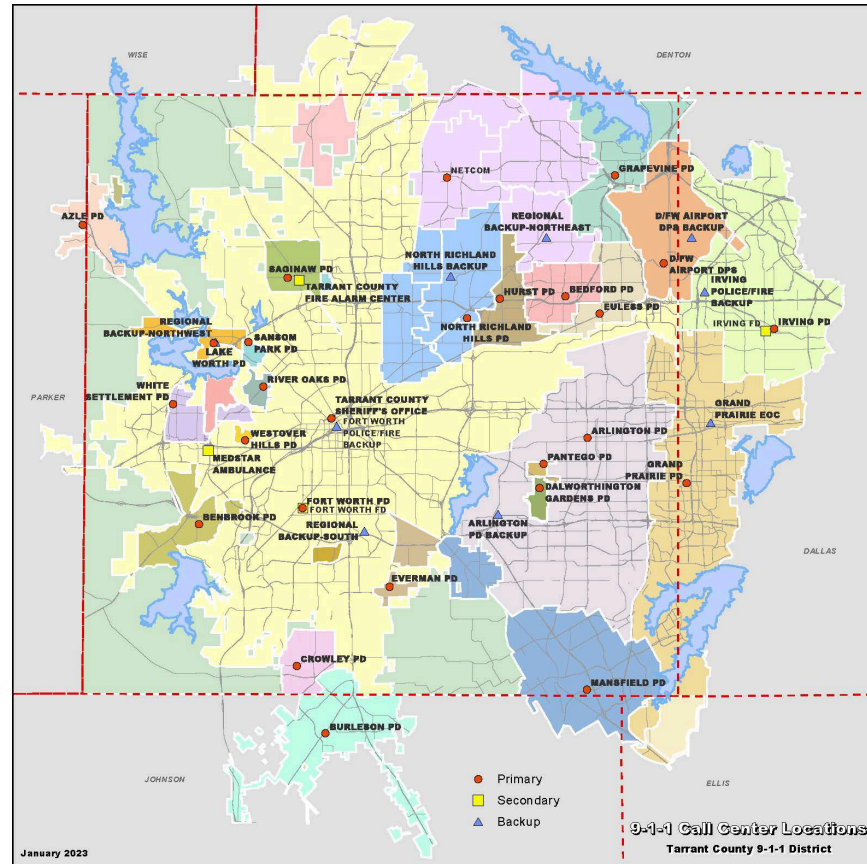 WISE
DENTON
NETCOM
GRAPEVINE PD
AZLE PD
REGIONAL
BACKUP-NORTHEAST
D/FW AIRPORT
DPS BACKUP
NORTH RICHLAND
HILLS BACKUP
D/FW
AIRPORT DPS
SAGINAW PD
TARRANT COUNTY
FIRE ALARM CENTER
HURST PD
BEDFORD PD
IRVING
POLICE/FIRE
BACKUP
EULESS PD
REGIONAL
BACKUP-NORTHWEST
NORTH RICHLAND
HILLS PD
IRVING FD
IRVING PD
LAKE
WORTH PD
SANSOM
PARK PD
PARKER
WHITE
SETTLEMENT PD
RIVER OAKS PD
TARRANT COUNTY
SHERIFF'S OFFICE
FORT WORTH
POLICE/FIRE
BACKUP
GRAND
PRAIRIE EOC
WESTOVER
HILLS PD
ARLINGTON PD
MEDSTAR
AMBULANCE
PANTEGO PD
GRAND
PRAIRIE PD
DALWORTHINGTON
GARDENS PD
FORT WORTH PD
FORT WORTH FD
BENBROOK PD
REGIONAL
BACKUP-SOUTH
ARLINGTON
PD BACKUP
DALLAS
EVERMAN PD
CROWLEY PD
MANSFIELD PD
BURLESON PD
JOHNSON
ELLIS
Primary
Secondary
Backup
9-1-1 Call Center Locations
Tarrant County 9-1-1 District
January 2023